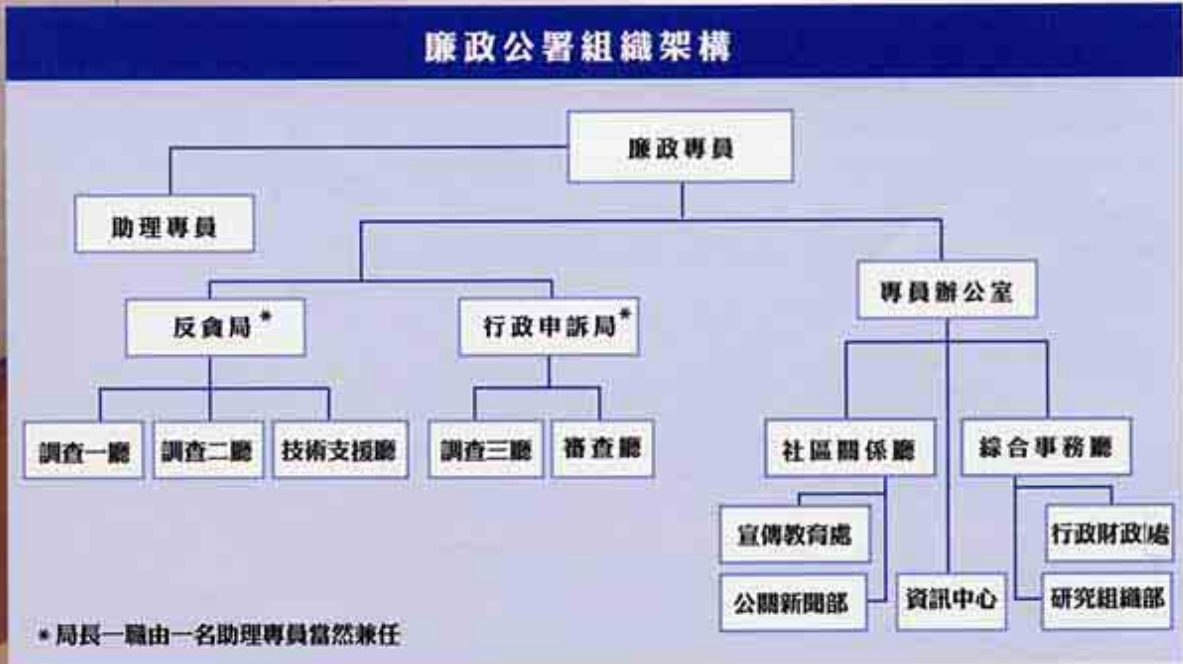 廉政公署組織架構
廉政專員
助理專員
專員辦公室
反貪局*
行政申訴局*
調查一廳
調查二廳
技術支援廳
調查三廳
審查廳
社區關係廳
綜合事務廳
宣傳教育處
行政財政處
公關新聞部
資訊中心
研究組織部
*局長一職由一名助理專員當然兼任